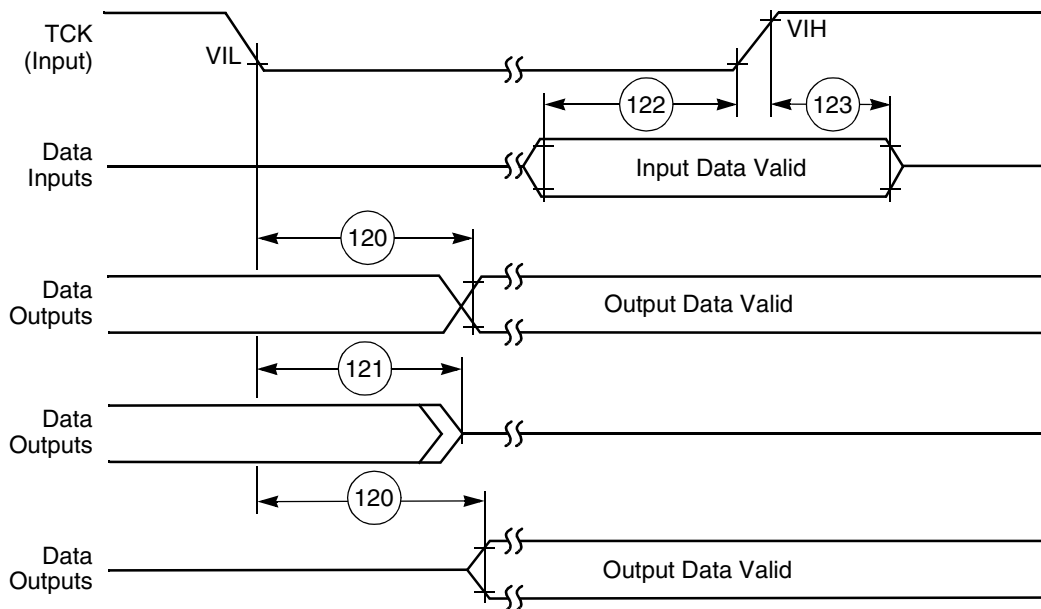 TCK
(Input)
VIL
VIH
122
123
Data
Inputs
Input Data Valid
120
Data
Outputs
Output Data Valid
121
Data
Outputs
120
Data
Outputs
Output Data Valid